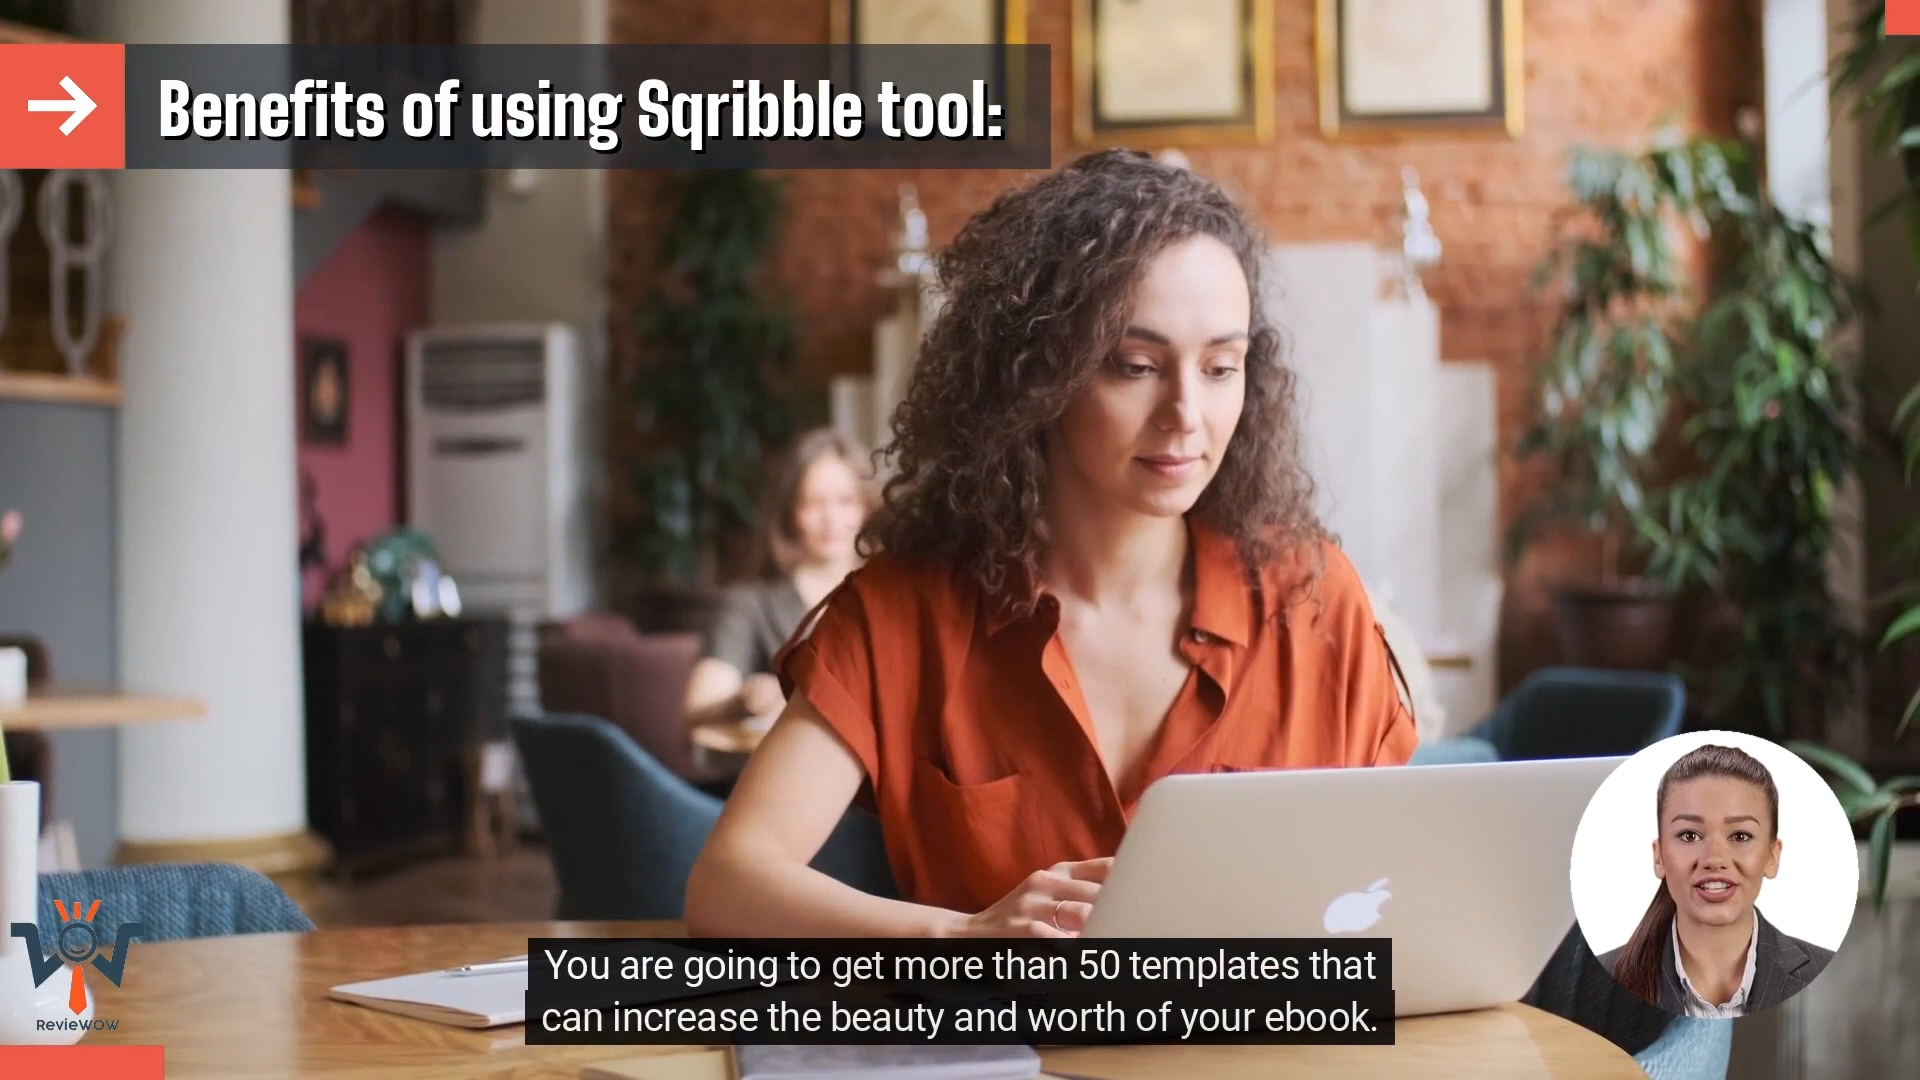 Benefits of using Sqribble tool:
You are going to get more than 50 templates that
can increase the beauty and worth of your ebook.
RevieWOW